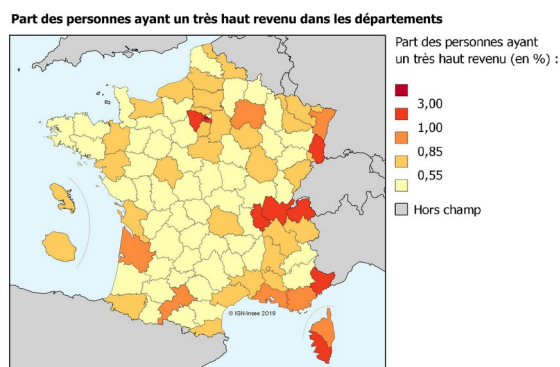 Part des personnes ayant un très haut revenu dans les départements
Part des personnes ayant
un très haut revenu (en %) :
3,00
1,00
0,85
0,55
Hors champ
© IGN-Insee 2019